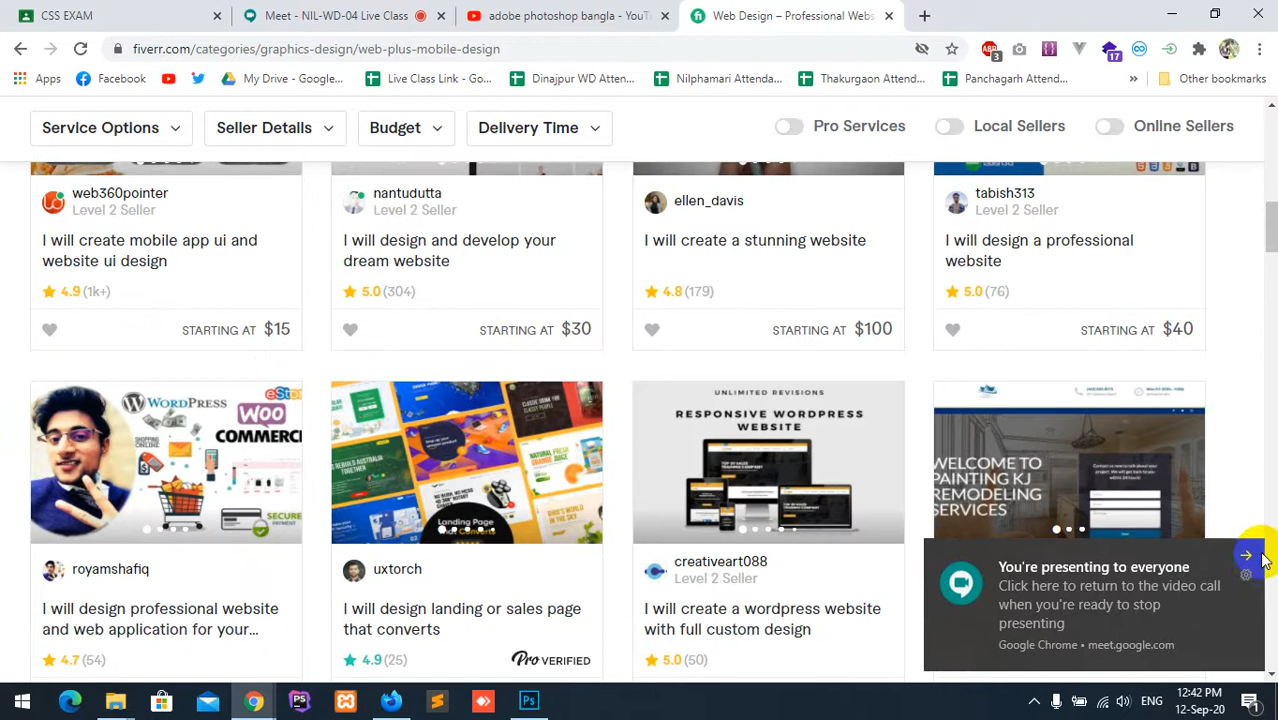 CSS EXAM
Meet - NIL-WD-04 Live Class
adobe photoshop bangla - YouT
Web Design – Professional Webs
fiverr.com/categories/graphics-design/web-plus-mobile-design
3
17
Apps
Facebook
My Drive - Google...
Live Class Link - Go...
Dinajpur WD Atten...
Nilphamari Attenda...
Thakurgaon Attend...
Panchagarh Attend...
»
Other bookmarks
Service Options
Seller Details
Budget
Delivery Time
Pro Services
Local Sellers
Online Sellers
web360pointer
Level 2 Seller
I will create mobile app ui and
website ui design
4.9 (1k+)
STARTING AT $15
nantudutta
Level 2 Seller
I will design and develop your
dream website
5.0 (304)
STARTING AT $30
ellen_davis
I will create a stunning website
4.8 (179)
STARTING AT $100
tabish313
Level 2 Seller
I will design a professional
website
5.0 (76)
STARTING AT $40
WORDPRESS
WOO
COMMERC
SECURE
PAYMENT
royamshafiq
I will design professional website
and web application for your...
4.7 (54)
Landing Page
uxtorch
I will design landing or sales page
that converts
4.9 (25)
Pro VERIFIED
UNLIMITED REVISIONS
RESPONSIVE WORDPRESS
WEBSITE
creativeart088
Level 2 Seller
I will create a wordpress website
with full custom design
5.0 (50)
WELCOME TO
PAINTING KJ
REMODELING
SERVICES
You're presenting to everyone
Click here to return to the video call
when you're ready to stop
presenting
Google Chrome • meet.google.com
ENG
12:42 PM
12-Sep-20
1